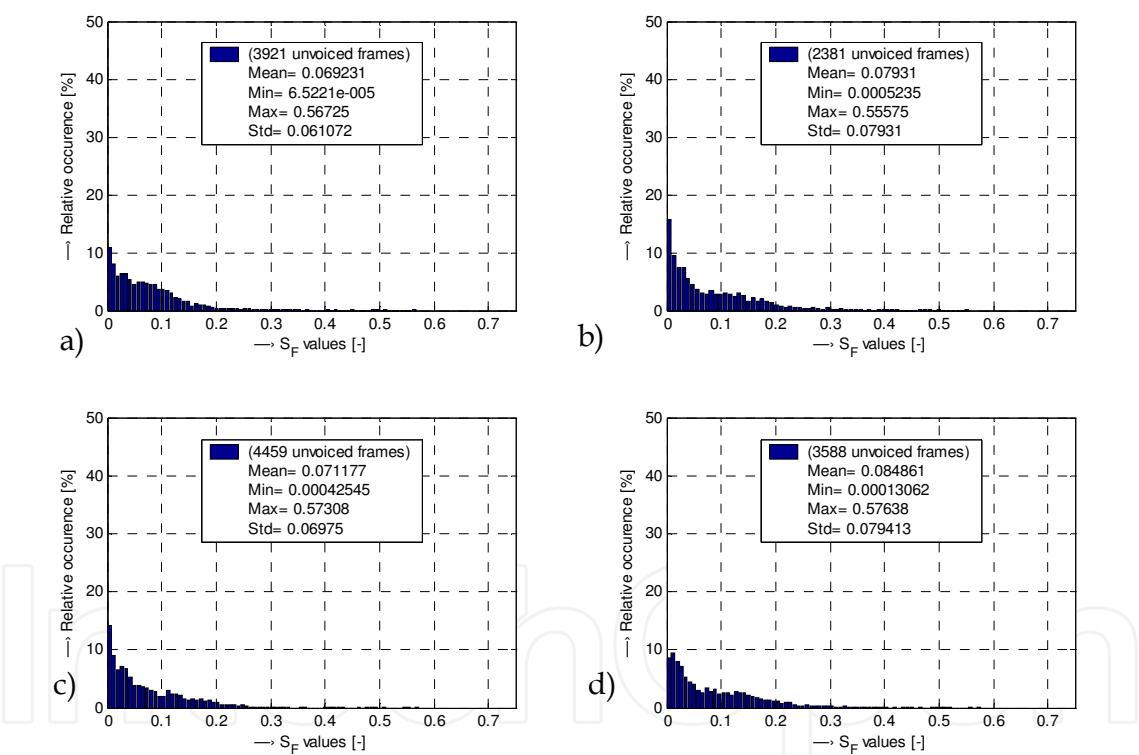 50
40
30
20
10
0
→ Relative occurence [%]
(3921 unvoiced frames)
Mean= 0.069231
Min= 6.5221e-005
Max= 0.56725
Std= 0.061072
0 0.1 0.2 0.3 0.4 0.5 0.6 0.7
→ S_F values [-]
a)
50
40
30
20
10
0
→ Relative occurence [%]
(2381 unvoiced frames)
Mean= 0.07931
Min= 0.0005235
Max= 0.55575
Std= 0.07931
0 0.1 0.2 0.3 0.4 0.5 0.6 0.7
→ S_F values [-]
b)
50
40
30
20
10
0
→ Relative occurence [%]
(4459 unvoiced frames)
Mean= 0.071177
Min= 0.00042545
Max= 0.57308
Std= 0.06975
0 0.1 0.2 0.3 0.4 0.5 0.6 0.7
→ S_F values [-]
c)
50
40
30
20
10
0
→ Relative occurence [%]
(3588 unvoiced frames)
Mean= 0.084861
Min= 0.00013062
Max= 0.57638
Std= 0.079413
0 0.1 0.2 0.3 0.4 0.5 0.6 0.7
→ S_F values [-]
d)